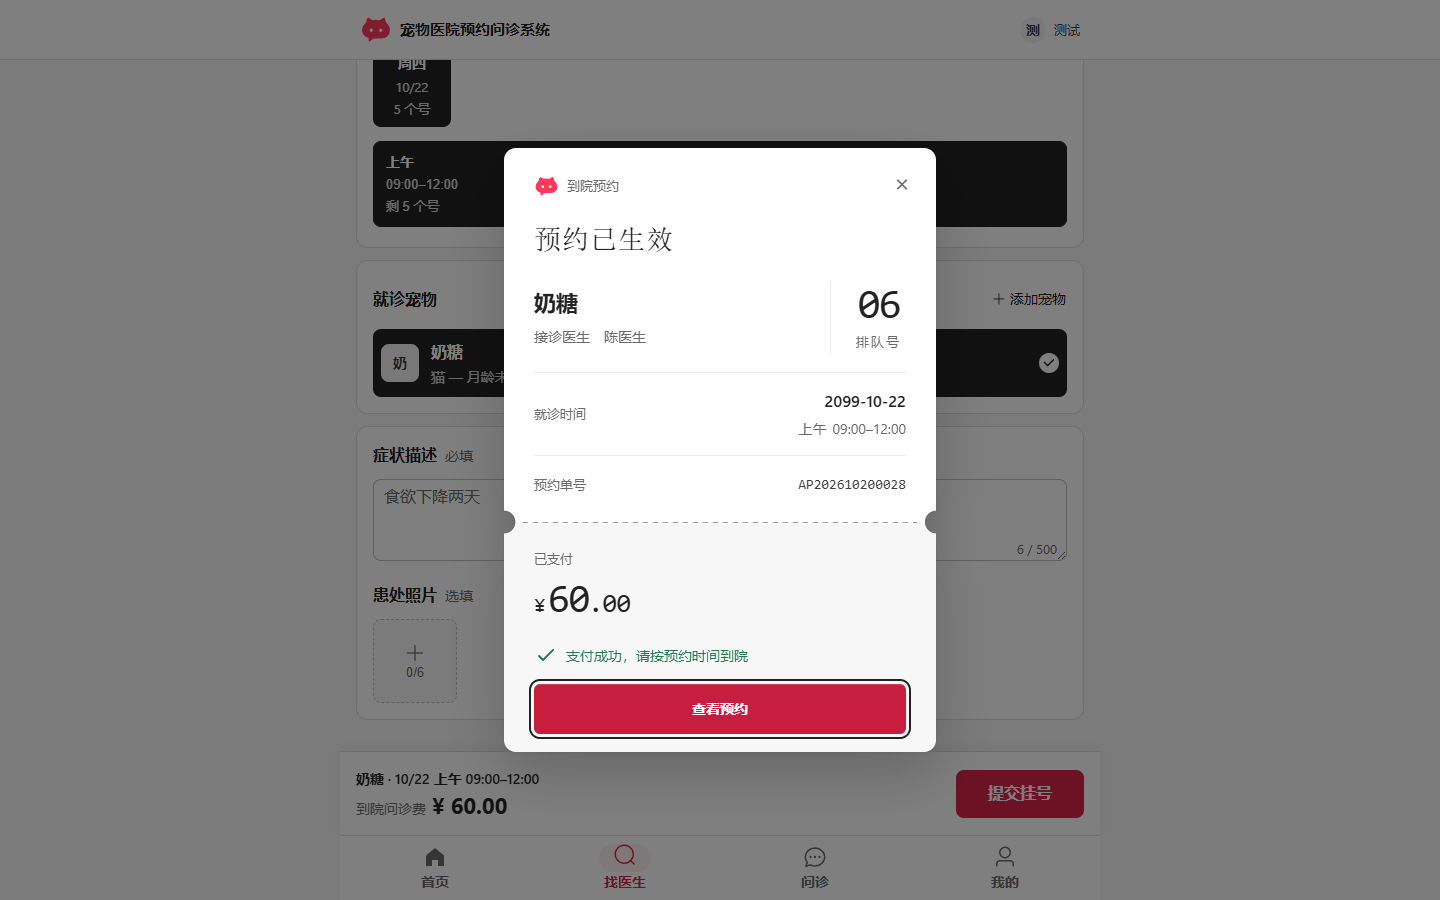 宠物医院预约问诊系统
测 测试
周四
10/22
5 个号
上午
09:00–12:00
剩 5 个号
就诊宠物
添加宠物
奶
奶糖
猫 — 月龄未
症状描述 必填
食欲下降两天
6 / 500
患处照片 选填
0/6
到院预约
预约已生效
奶糖
接诊医生 陈医生
06
排队号
就诊时间
2099-10-22
上午 09:00–12:00
预约单号
AP202610200028
已支付
¥60.00
支付成功，请按预约时间到院
查看预约
奶糖 · 10/22 上午 09:00–12:00
到院问诊费 ¥ 60.00
提交挂号
首页
找医生
问诊
我的